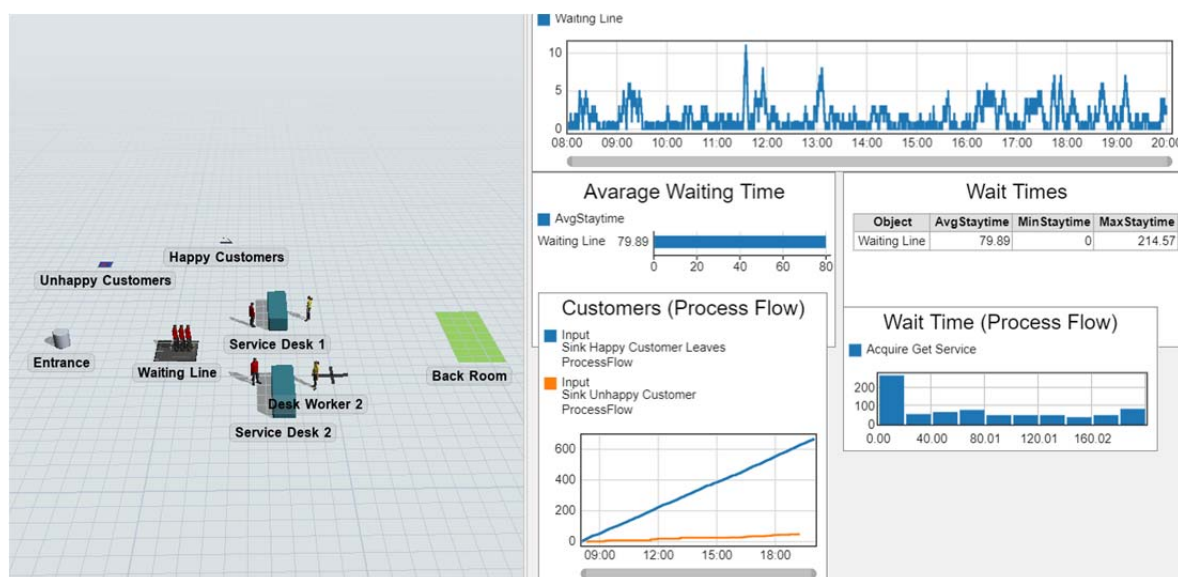 Happy Customers
Unhappy Customers
Entrance
Waiting Line
Service Desk 1
Desk Worker 2
Service Desk 2
Back Room
Waiting Line
10
5
0
08:00 09:00 10:00 11:00 12:00 13:00 14:00 15:00 16:00 17:00 18:00 19:00 20:00
Avarage Waiting Time
AvgStaytime
Waiting Line 79.89
0 20 40 60 80
Wait Times
Object AvgStaytime MinStaytime MaxStaytime
Waiting Line 79.89 0 214.57
Customers (Process Flow)
Input
Sink Happy Customer Leaves
ProcessFlow
Input
Sink Unhappy Customer
ProcessFlow
600
400
200
0
09:00 12:00 15:00 18:00
Wait Time (Process Flow)
Acquire Get Service
200
100
0
0.00 40.00 80.01 120.01 160.02